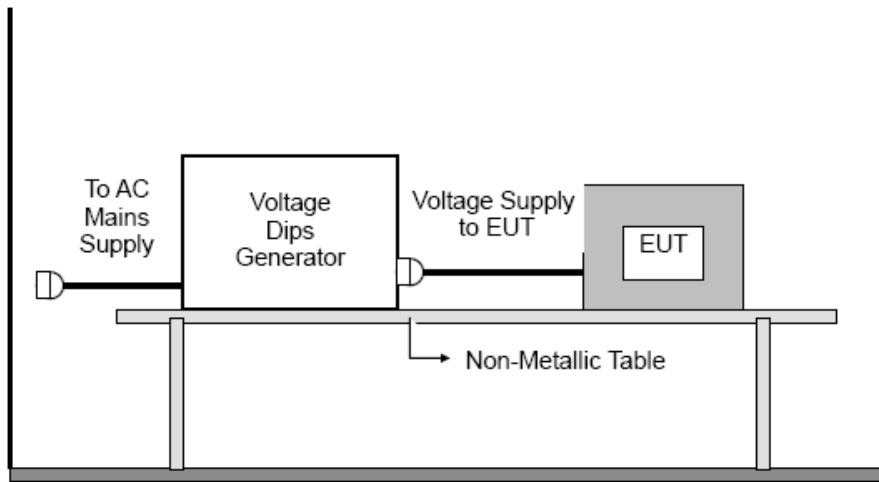 To AC
Mains
Supply
Voltage
Dips
Generator
Voltage Supply
to EUT
EUT
Non-Metallic Table